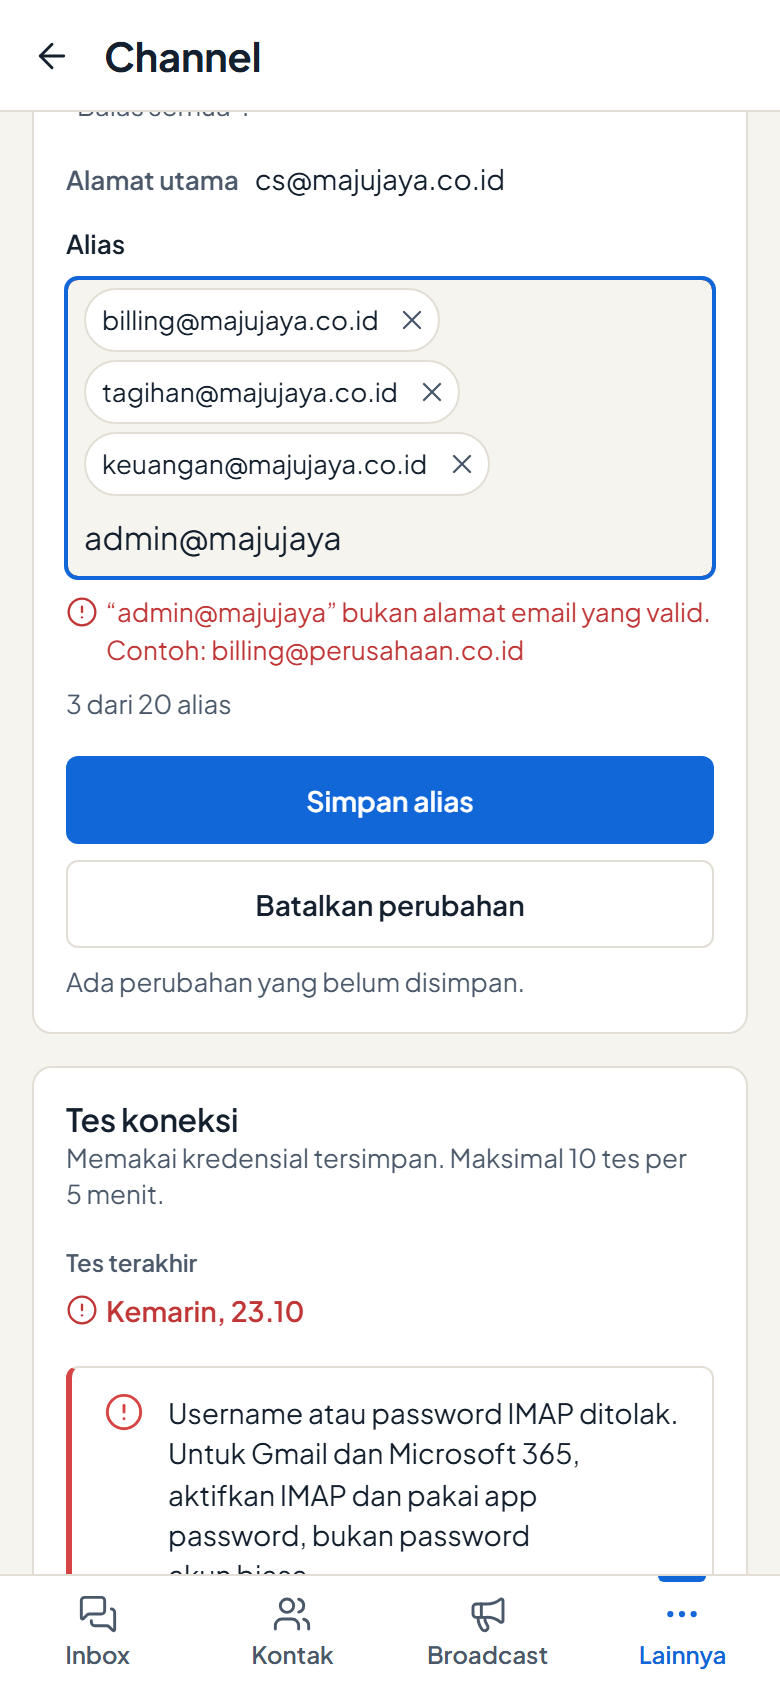 Channel
"Balas semua".
Alamat utama cs@majujaya.co.id
Alias
billing@majujaya.co.id
tagihan@majujaya.co.id
keuangan@majujaya.co.id
admin@majujaya
“admin@majujaya” bukan alamat email yang valid.
Contoh: billing@perusahaan.co.id
3 dari 20 alias
Simpan alias
Batalkan perubahan
Ada perubahan yang belum disimpan.
Tes koneksi
Memakai kredensial tersimpan. Maksimal 10 tes per
5 menit.
Tes terakhir
Kemarin, 23.10
Username atau password IMAP ditolak.
Untuk Gmail dan Microsoft 365,
aktifkan IMAP dan pakai app
password, bukan password
akun biasa
Inbox
Kontak
Broadcast
Lainnya